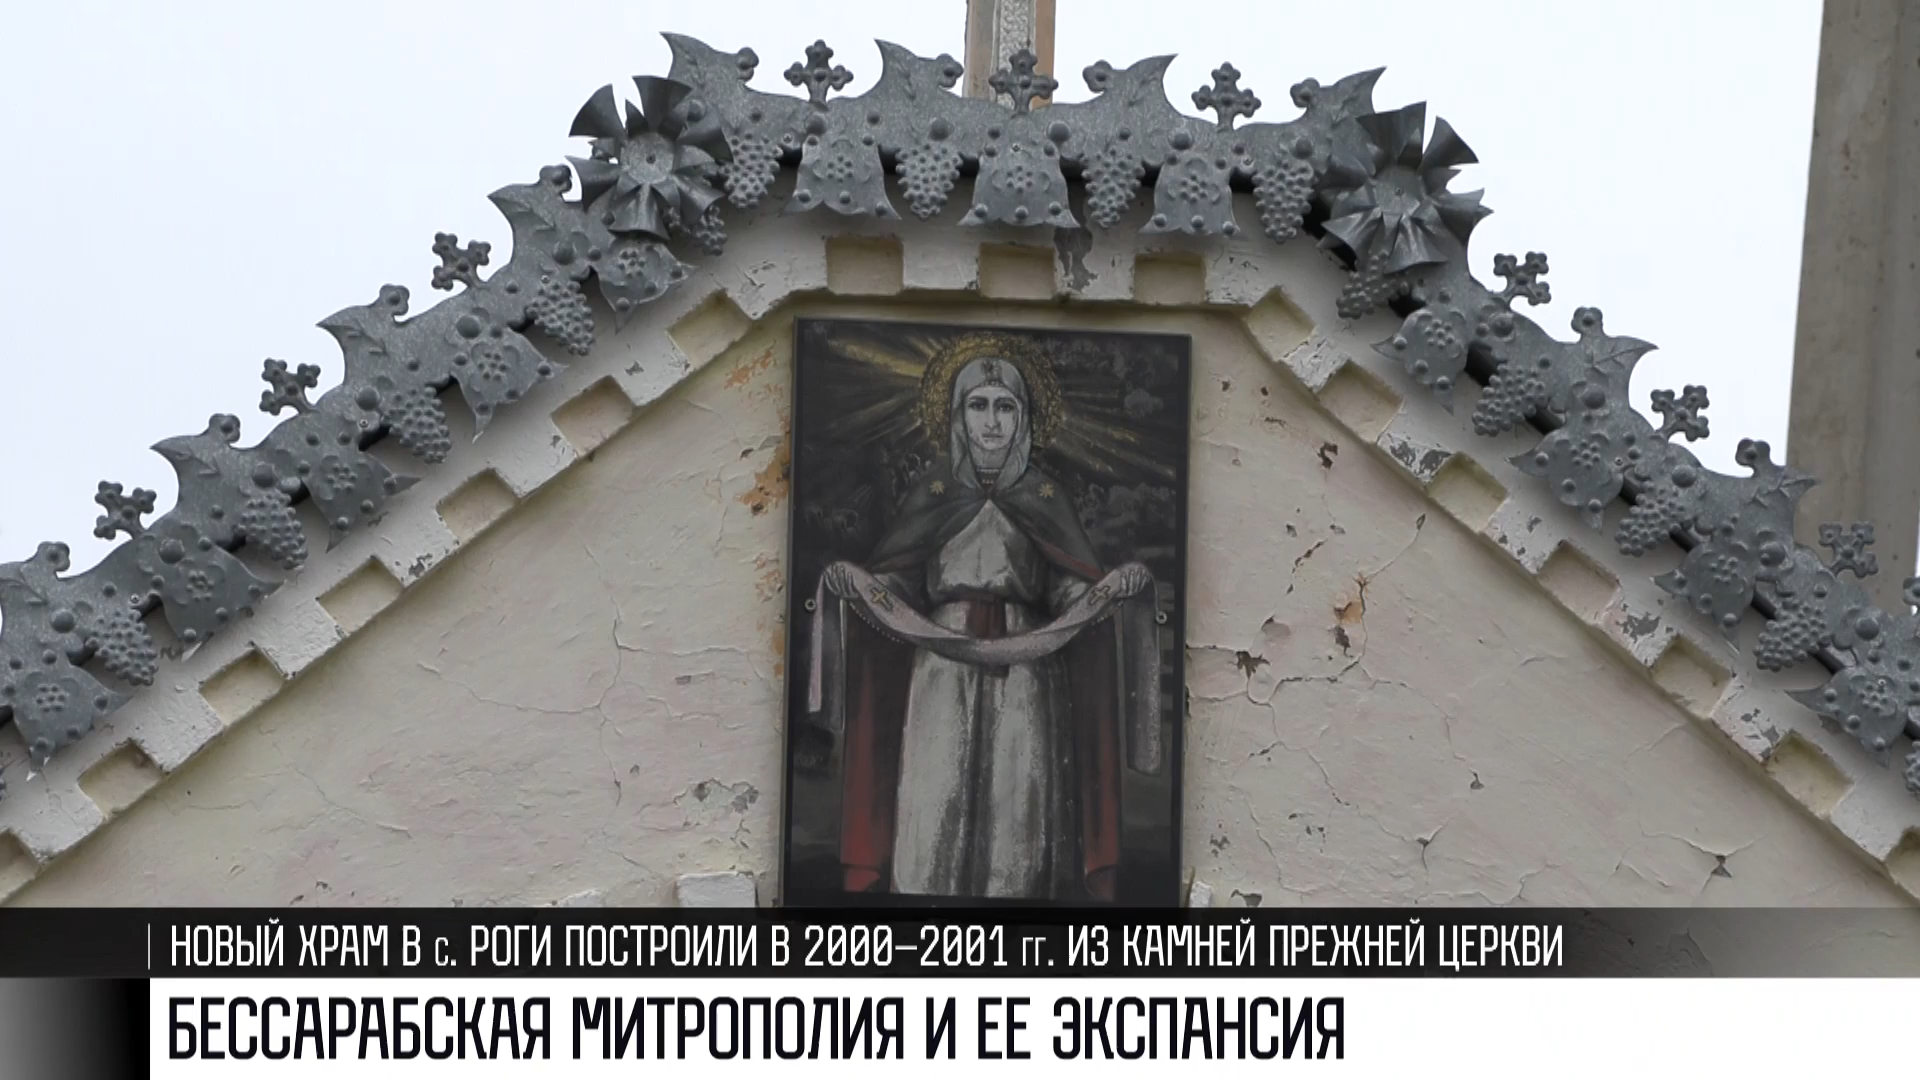 НОВЫЙ ХРАМ В с. РОГИ ПОСТРОИЛИ В 2000–2001 гг. ИЗ КАМНЕЙ ПРЕЖНЕЙ ЦЕРКВИ
БЕССАРАБСКАЯ МИТРОПОЛИЯ И ЕЕ ЭКСПАНСИЯ